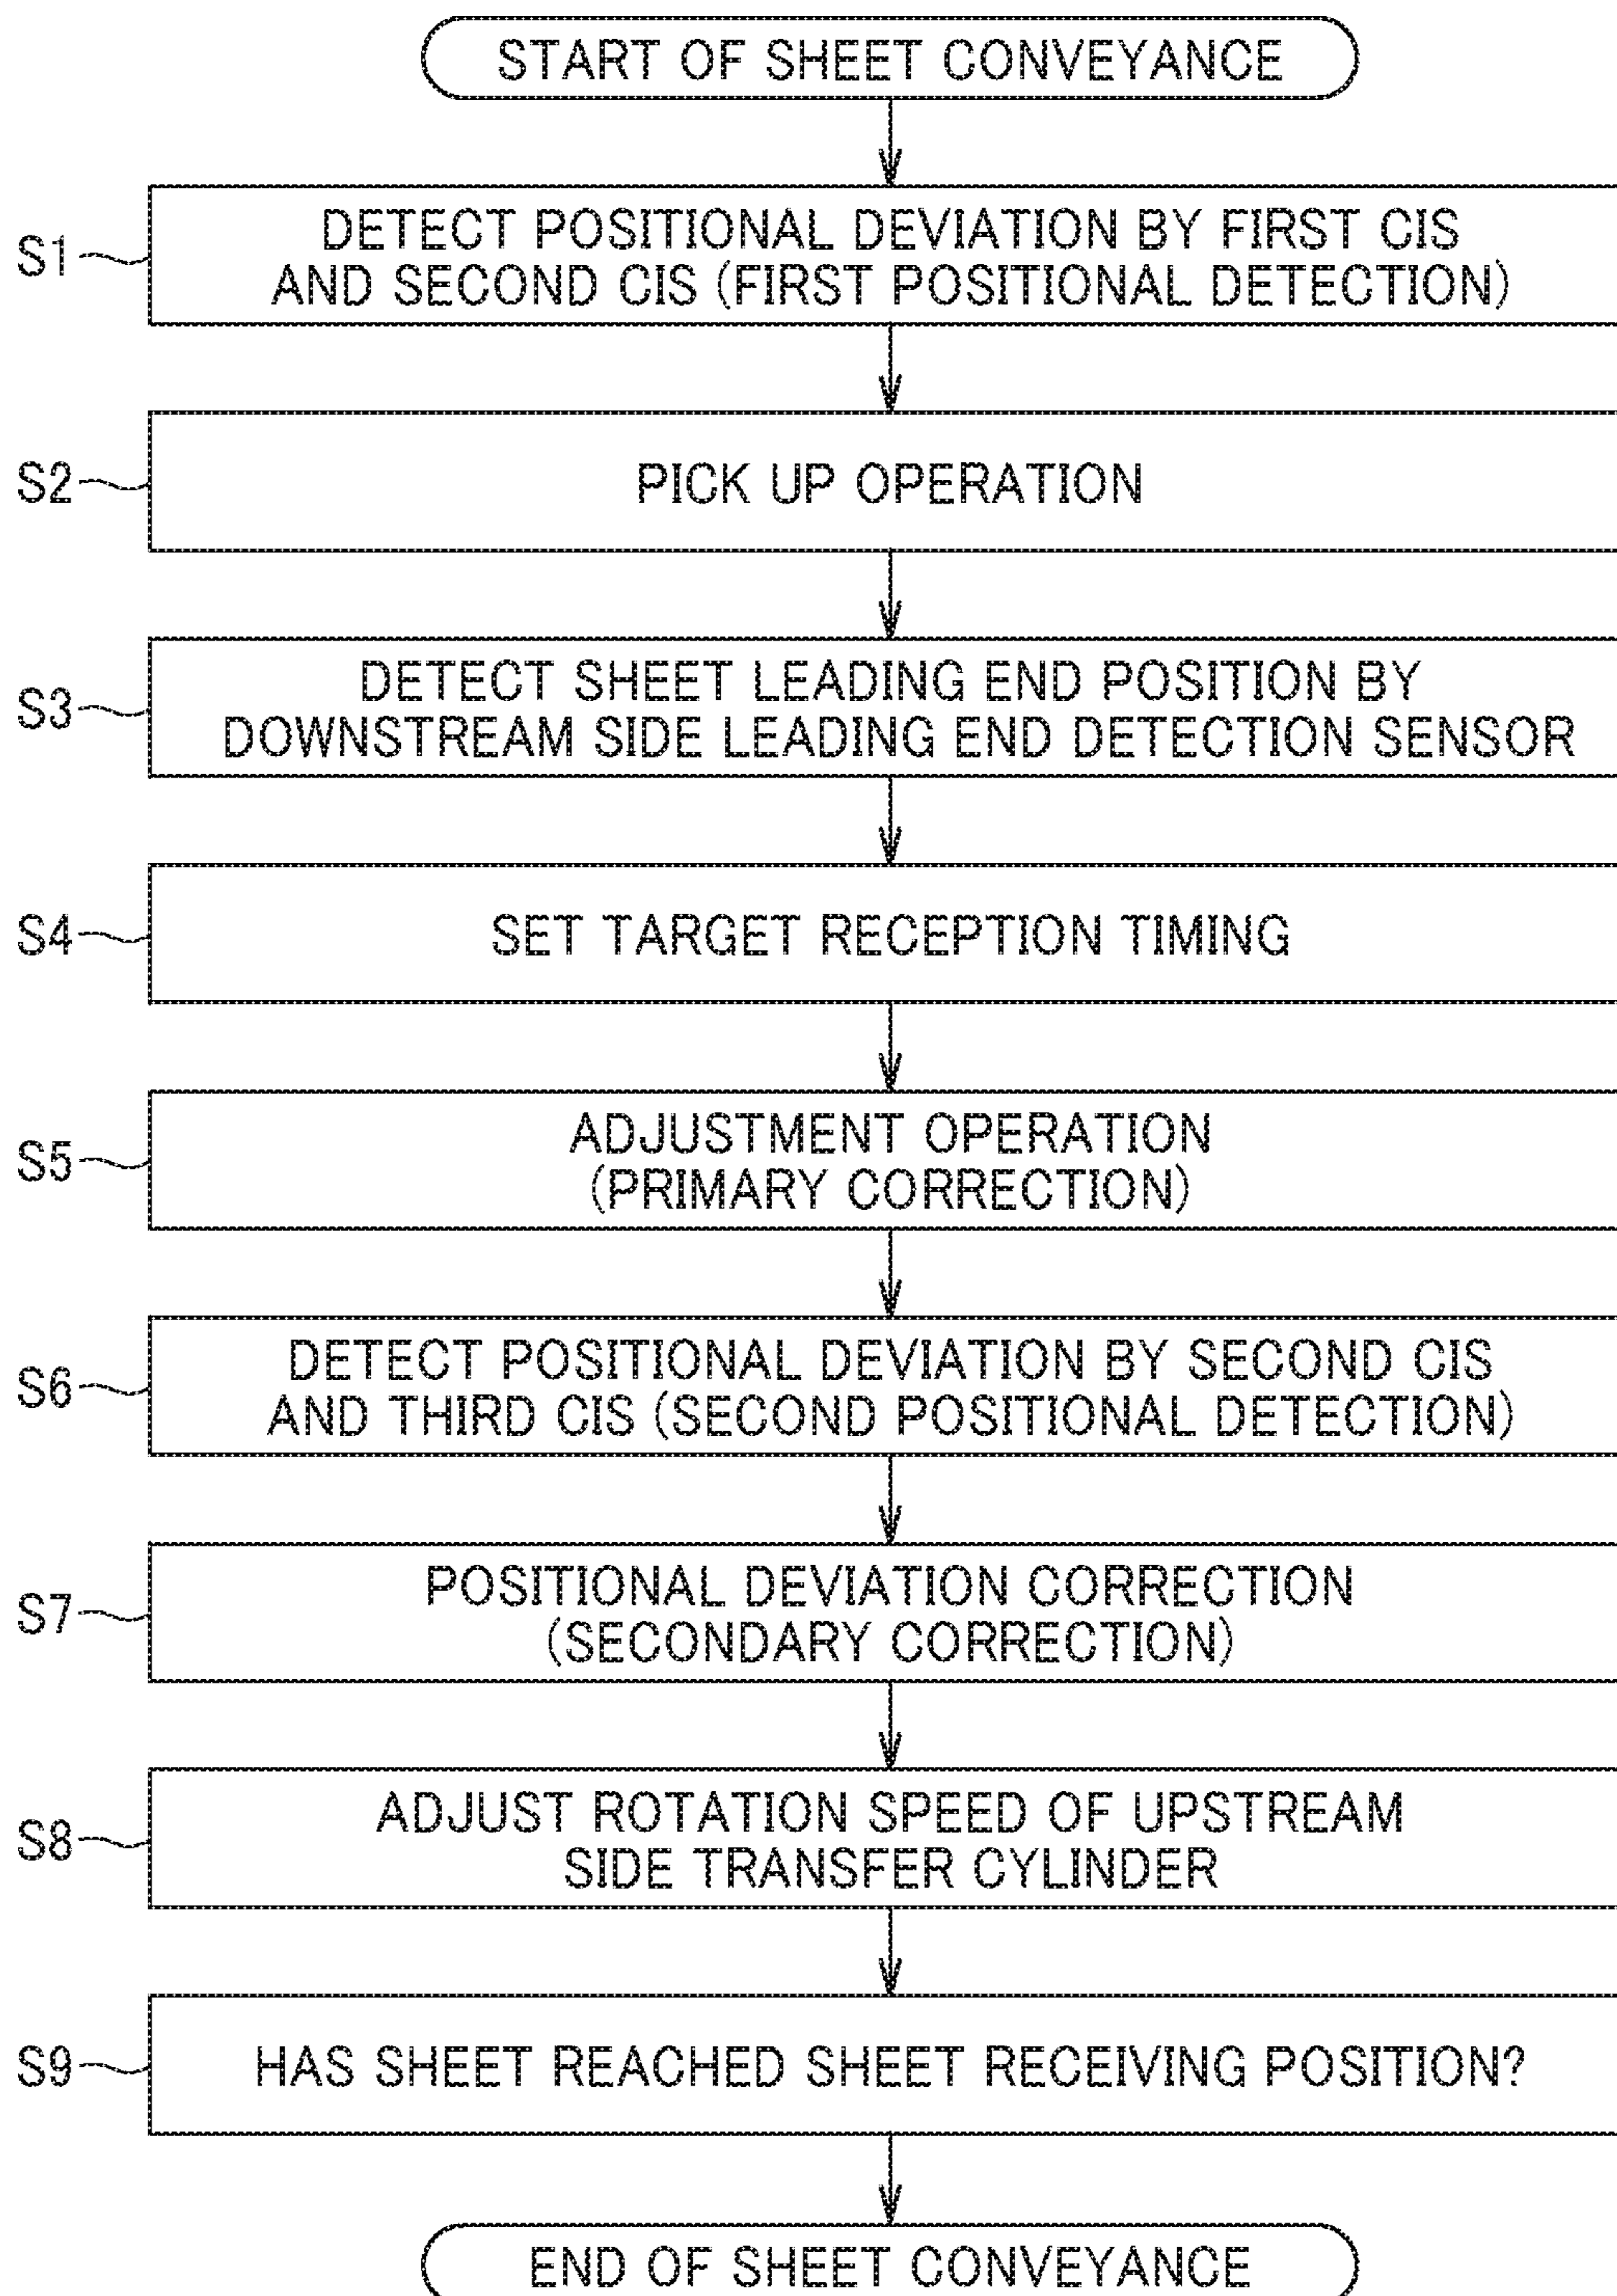 START OF SHEET CONVEYANCE
S1
DETECT POSITIONAL DEVIATION BY FIRST CIS
AND SECOND CIS (FIRST POSITIONAL DETECTION)
S2
PICK UP OPERATION
S3
DETECT SHEET LEADING END POSITION BY
DOWNSTREAM SIDE LEADING END DETECTION SENSOR
S4
SET TARGET RECEPTION TIMING
S5
ADJUSTMENT OPERATION
(PRIMARY CORRECTION)
S6
DETECT POSITIONAL DEVIATION BY SECOND CIS
AND THIRD CIS (SECOND POSITIONAL DETECTION)
S7
POSITIONAL DEVIATION CORRECTION
(SECONDARY CORRECTION)
S8
ADJUST ROTATION SPEED OF UPSTREAM
SIDE TRANSFER CYLINDER
S9
HAS SHEET REACHED SHEET RECEIVING POSITION?
END OF SHEET CONVEYANCE